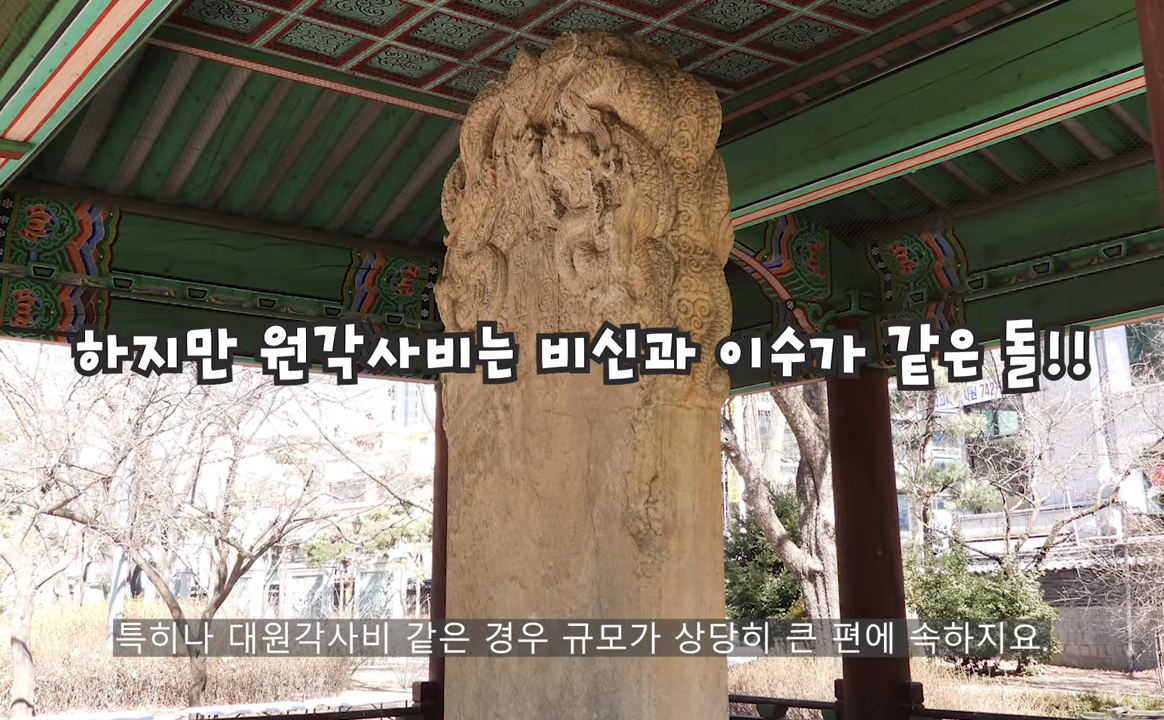 하지만 원각사비는 비신과 이수가 같은 돌!!
특히나 대원각사비 같은 경우 규모가 상당히 큰 편에 속하지요.
742